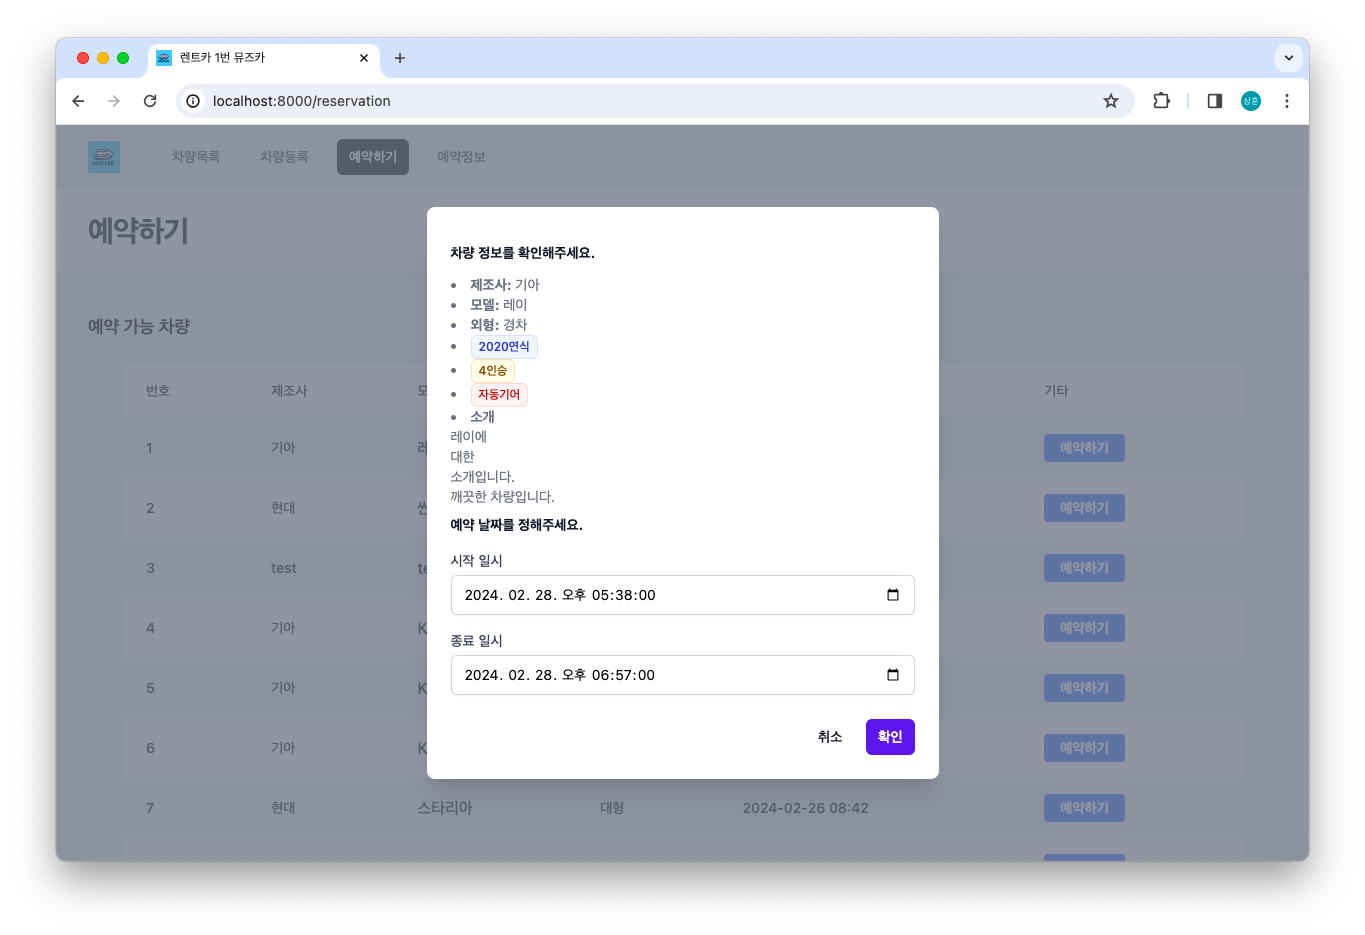 렌트카 1번 뮤즈카
localhost:8000/reservation
상훈
차량목록 차량등록 예약하기 예약정보
예약하기
예약 가능 차량
번호 제조사 기타
1 기아 예약하기
2 현대 예약하기
3 test 예약하기
4 기아 예약하기
5 기아 예약하기
6 기아 예약하기
7 현대 스타리아 대형 2024-02-26 08:42 예약하기
차량 정보를 확인해주세요.
• 제조사: 기아
• 모델: 레이
• 외형: 경차
• 2020연식
• 4인승
• 자동기어
• 소개
레이에
대한
소개입니다.
깨끗한 차량입니다.
예약 날짜를 정해주세요.
시작 일시
2024. 02. 28. 오후 05:38:00
종료 일시
2024. 02. 28. 오후 06:57:00
취소 확인